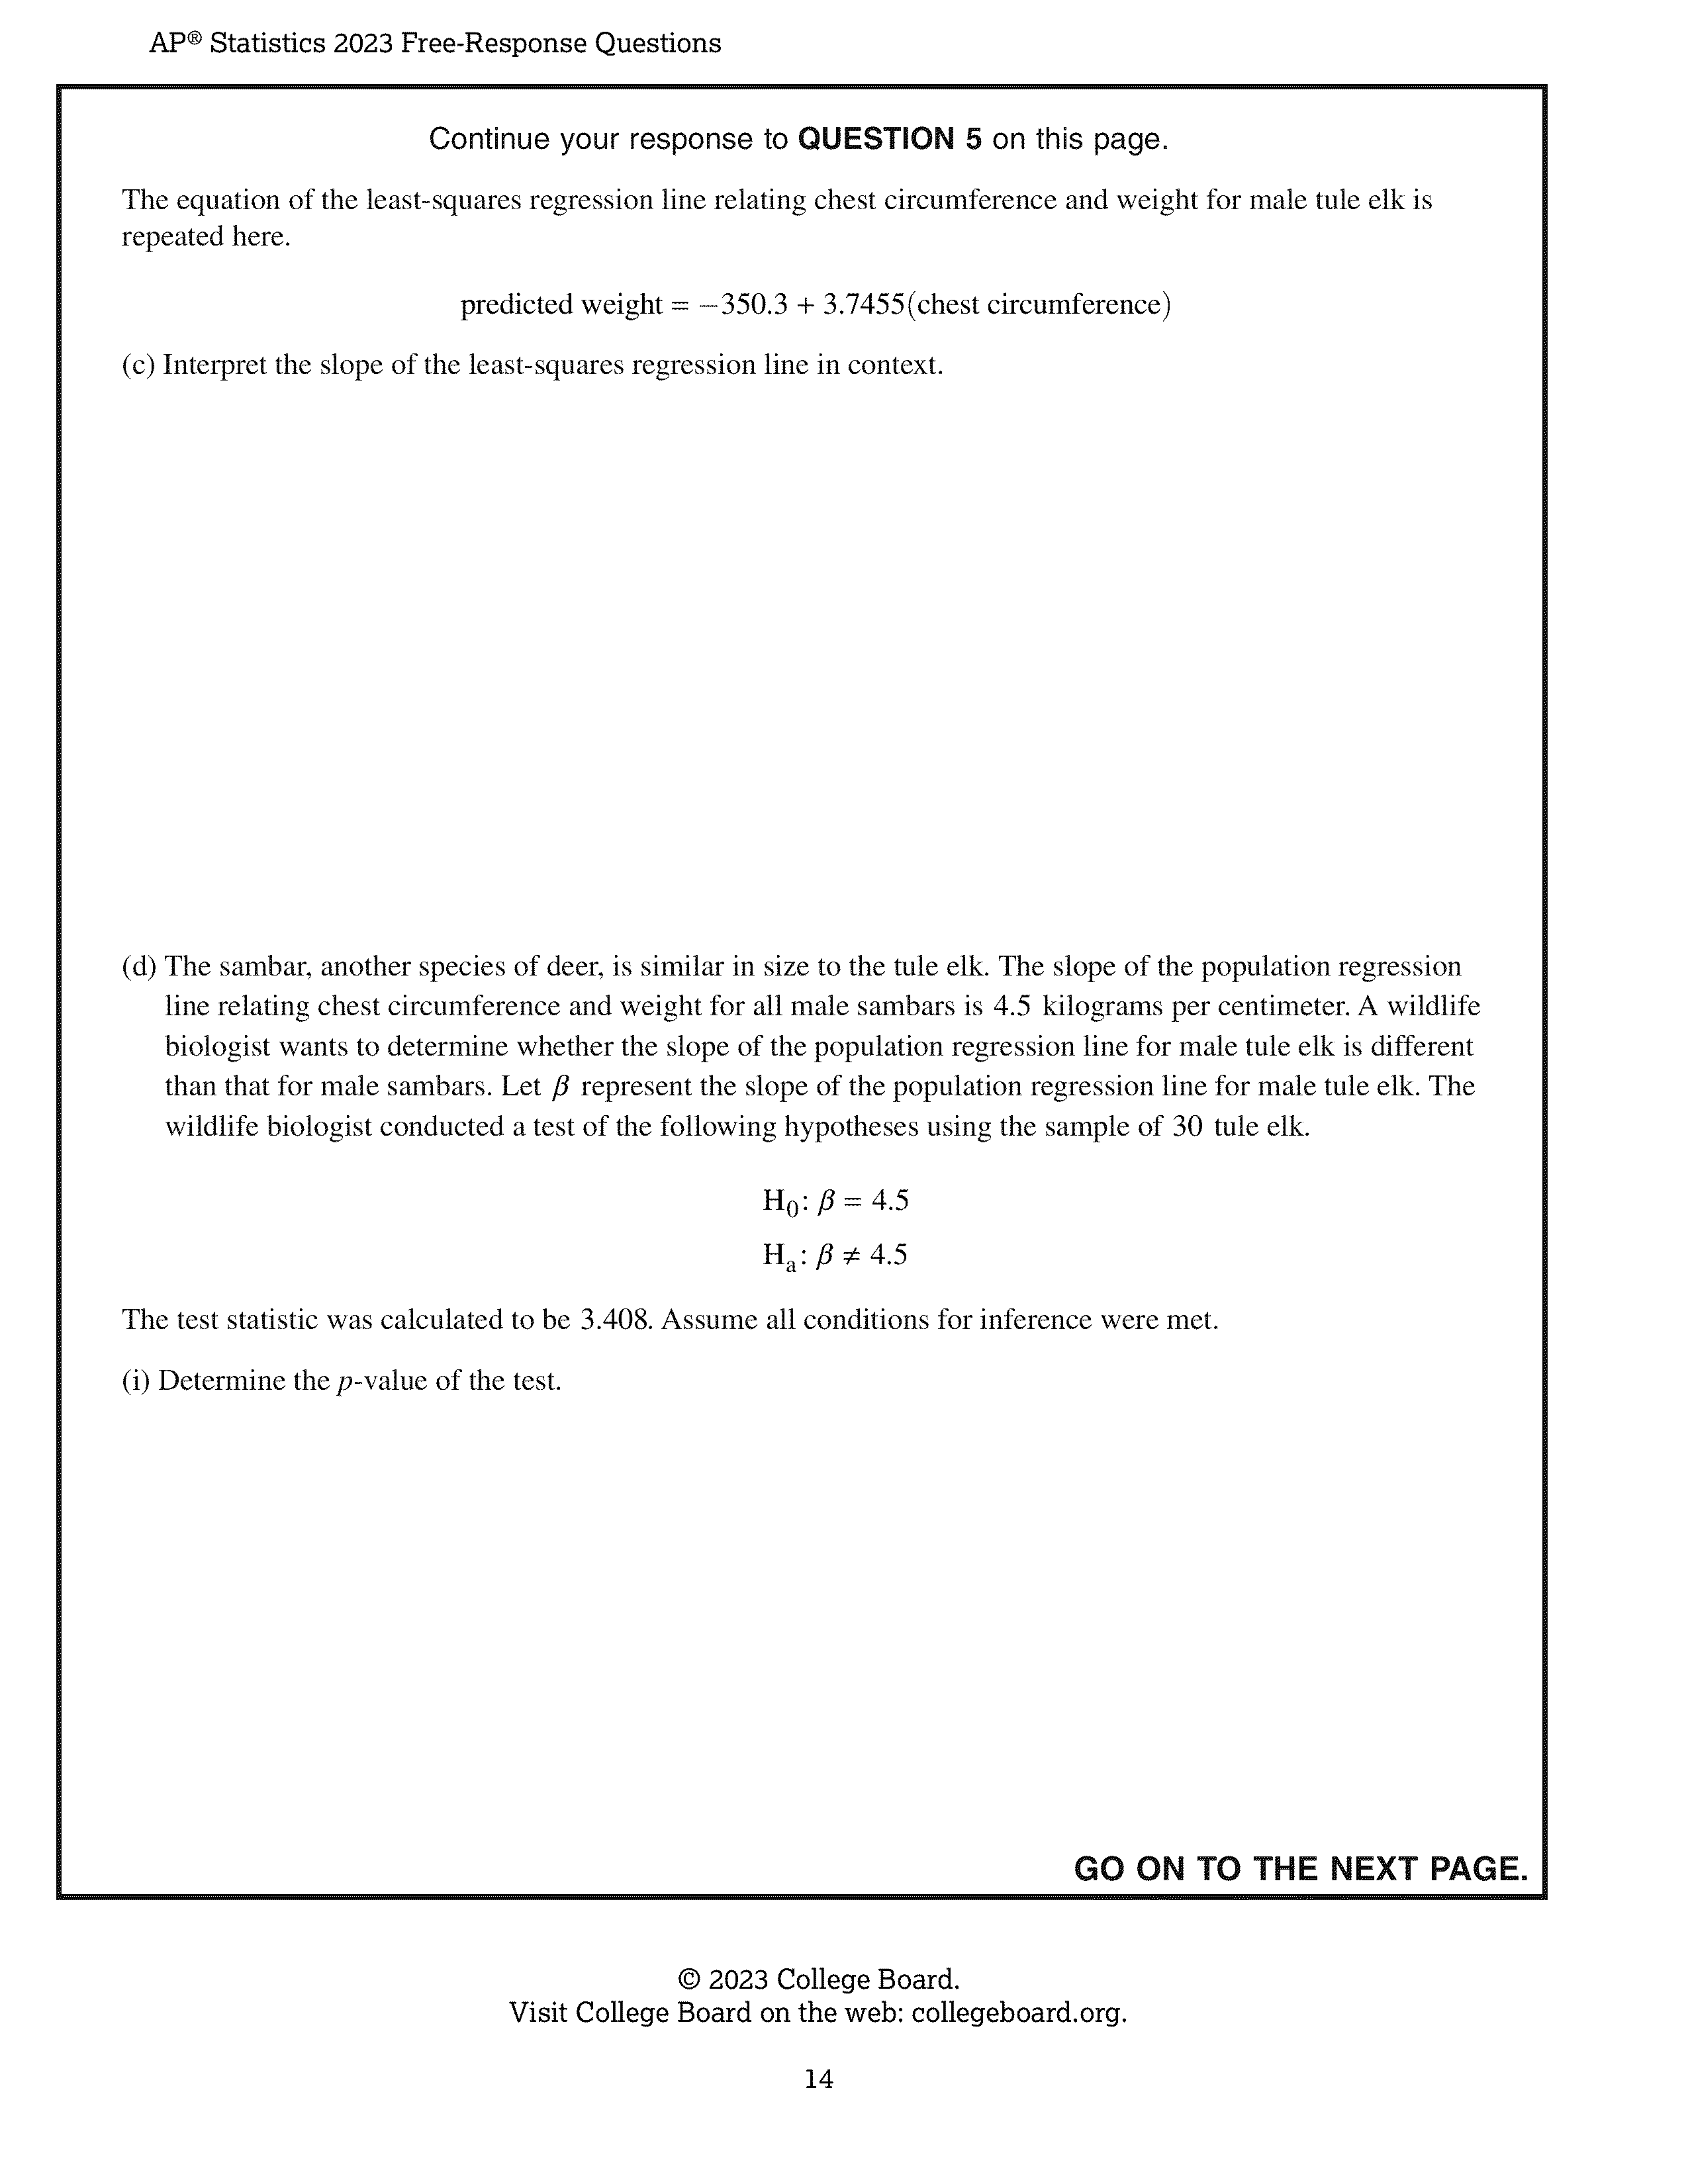 AP® Statistics 2023 Free-Response Questions
Continue your response to QUESTION 5 on this page.
The equation of the least-squares regression line relating chest circumference and weight for male tule elk is
repeated here.
predicted weight = −350.3 + 3.7455(chest circumference)
(c) Interpret the slope of the least-squares regression line in context.
(d) The sambar, another species of deer, is similar in size to the tule elk. The slope of the population regression
line relating chest circumference and weight for all male sambars is 4.5 kilograms per centimeter. A wildlife
biologist wants to determine whether the slope of the population regression line for male tule elk is different
than that for male sambars. Let β represent the slope of the population regression line for male tule elk. The
wildlife biologist conducted a test of the following hypotheses using the sample of 30 tule elk.
H₀: β = 4.5
Hₐ: β ≠ 4.5
The test statistic was calculated to be 3.408. Assume all conditions for inference were met.
(i) Determine the p-value of the test.
GO ON TO THE NEXT PAGE.
© 2023 College Board.
Visit College Board on the web: collegeboard.org.
14